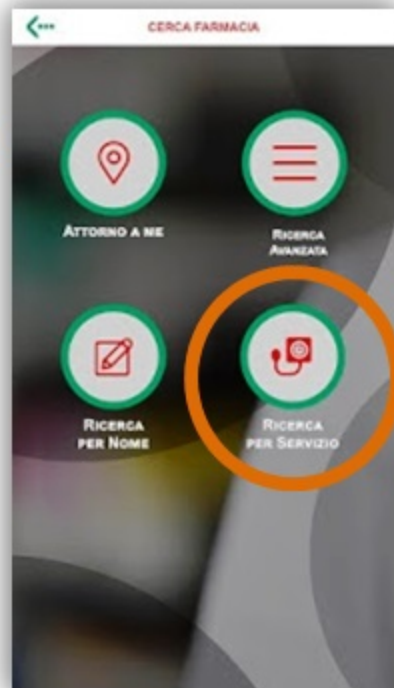 CERCA FARMACIA
ATTORNO A ME
RICERCA
AVANZATA
RICERCA
PER NOME
RICERCA
PER SERVIZIO